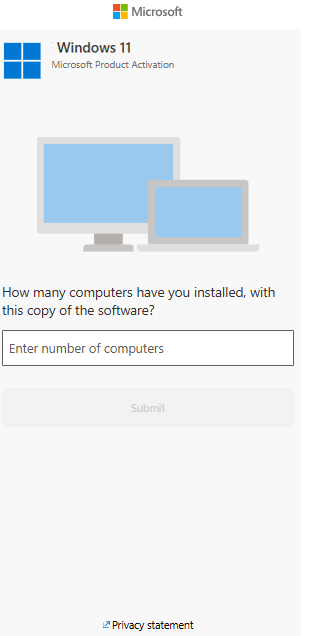 Microsoft
Windows 11
Microsoft Product Activation
How many computers have you installed, with
this copy of the software?
Enter number of computers
Submit
Privacy statement